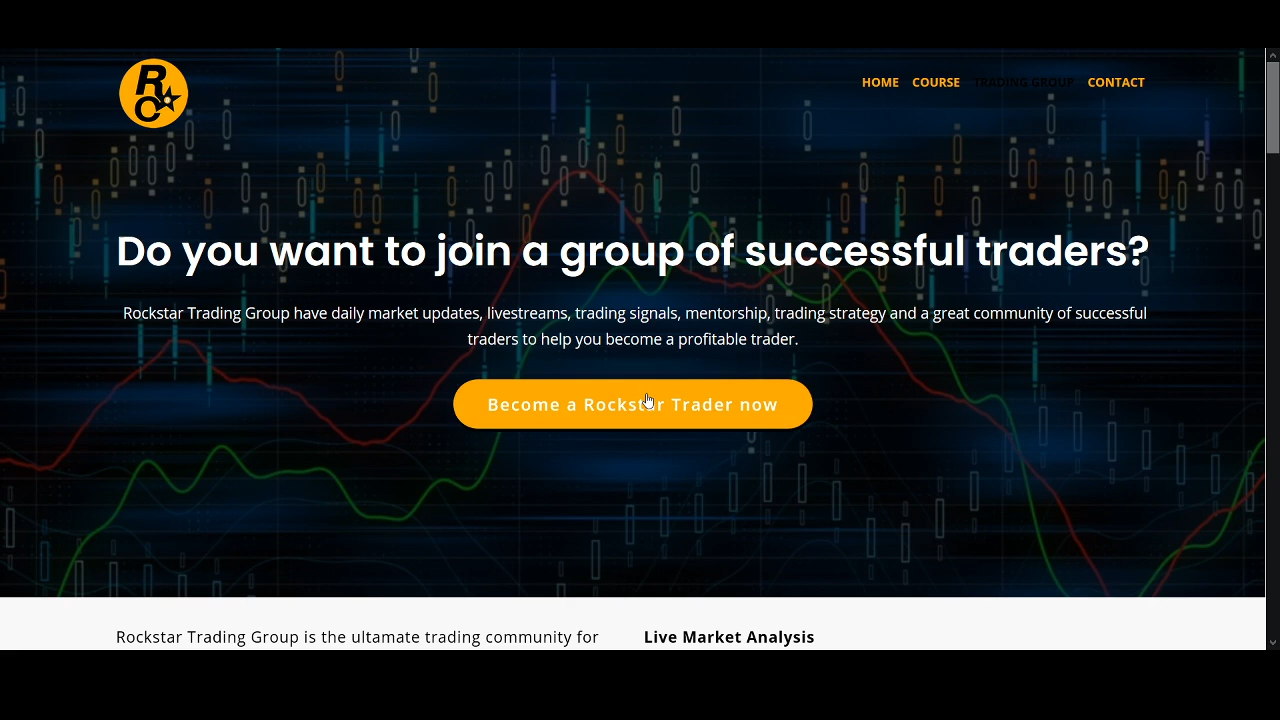 RC
HOME COURSE TRADING GROUP CONTACT
Do you want to join a group of successful traders?
Rockstar Trading Group have daily market updates, livestreams, trading signals, mentorship, trading strategy and a great community of successful
traders to help you become a profitable trader.
Become a Rockstar Trader now
Rockstar Trading Group is the ultamate trading community for
Live Market Analysis